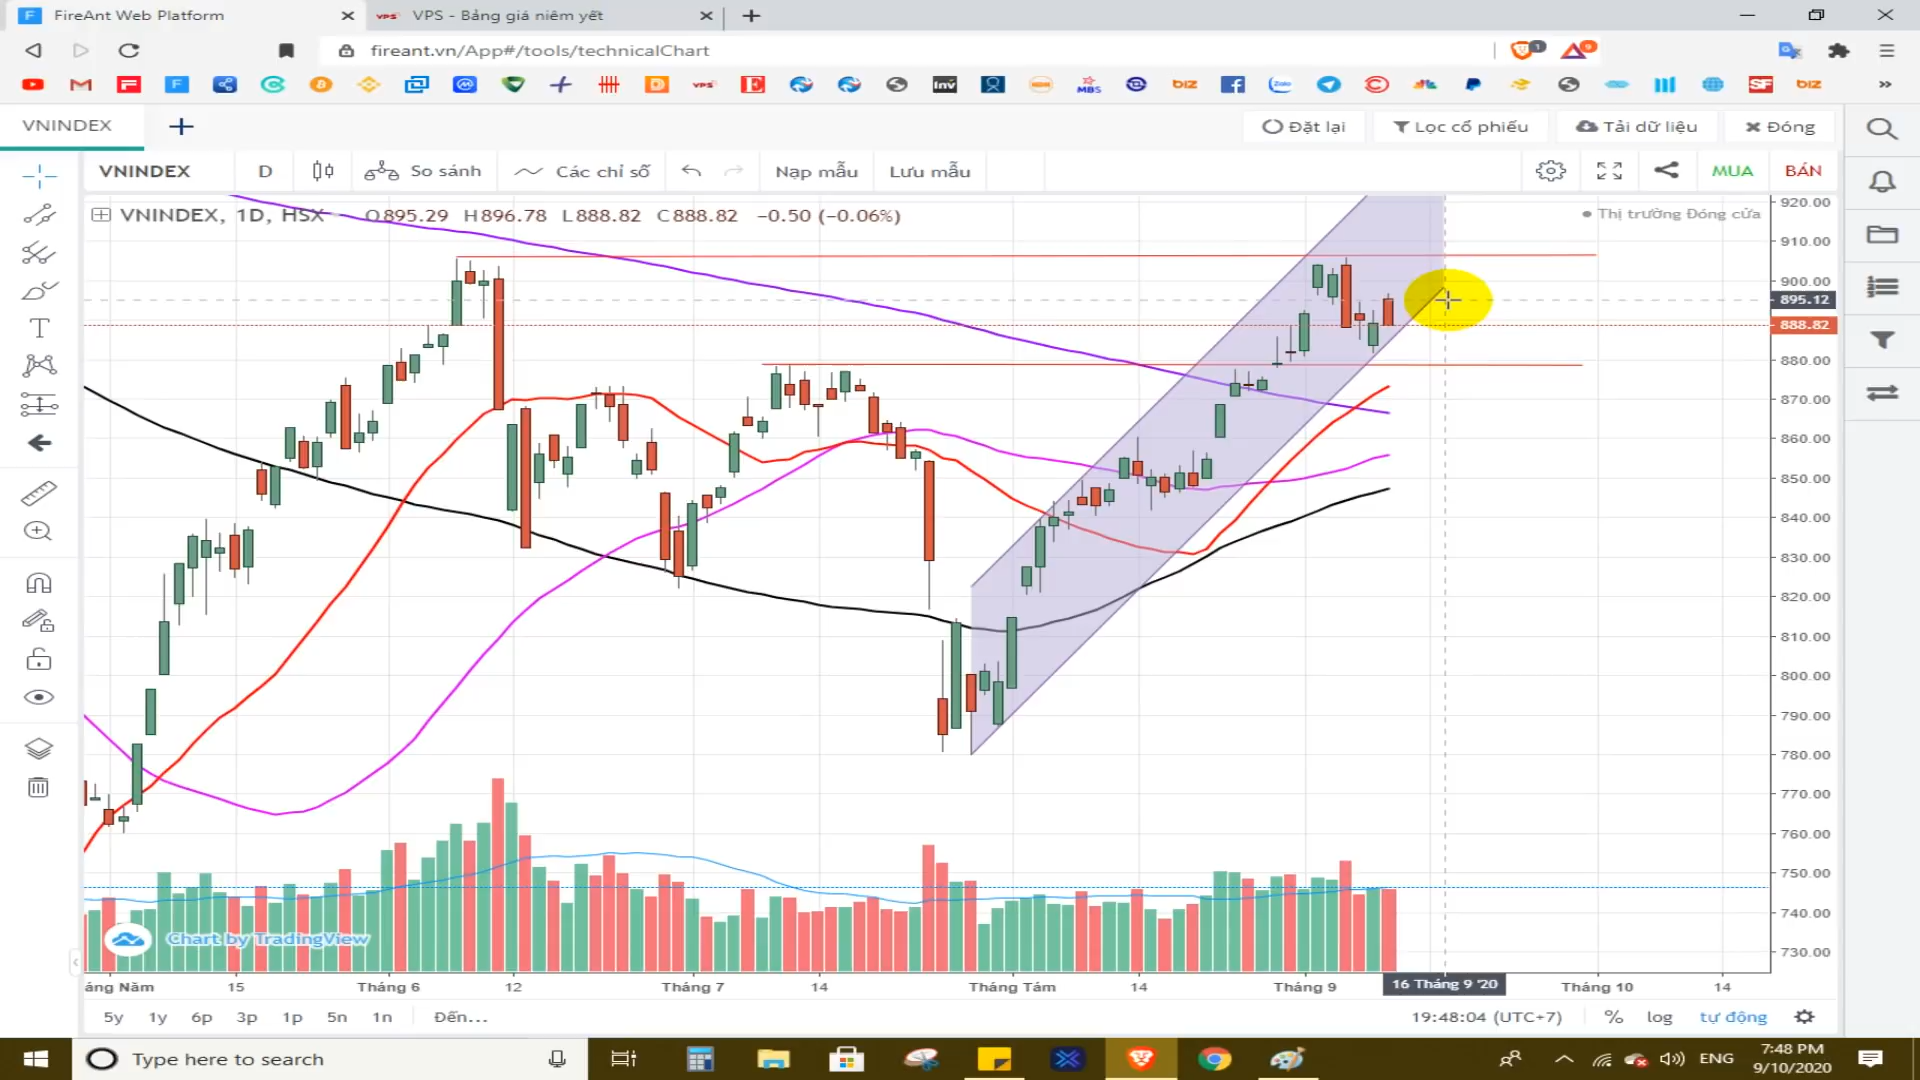 FireAnt Web Platform
VPS - Bảng giá niêm yết
fireant.vn/App#/tools/technicalChart
VNINDEX
Đặt lại
Lọc cổ phiếu
Tải dữ liệu
Đóng
VNINDEX
D
So sánh
Các chỉ số
Nạp mẫu
Lưu mẫu
MUA
BÁN
VNINDEX, 1D, HSX O895.29 H896.78 L888.82 C888.82 −0.50 (−0.06%)
Thị trường Đóng cửa
920.00
910.00
900.00
895.12
888.82
880.00
870.00
860.00
850.00
840.00
830.00
820.00
810.00
800.00
790.00
780.00
770.00
760.00
750.00
740.00
730.00
Chart by TradingView
áng Năm
15
Tháng 6
12
Tháng 7
14
Tháng Tám
14
Tháng 9
16 Tháng 9 '20
Tháng 10
14
5y
1y
6p
3p
1p
5n
1n
Đến...
19:48:04 (UTC+7)
%
log
tự động
Type here to search
ENG
7:48 PM
9/10/2020